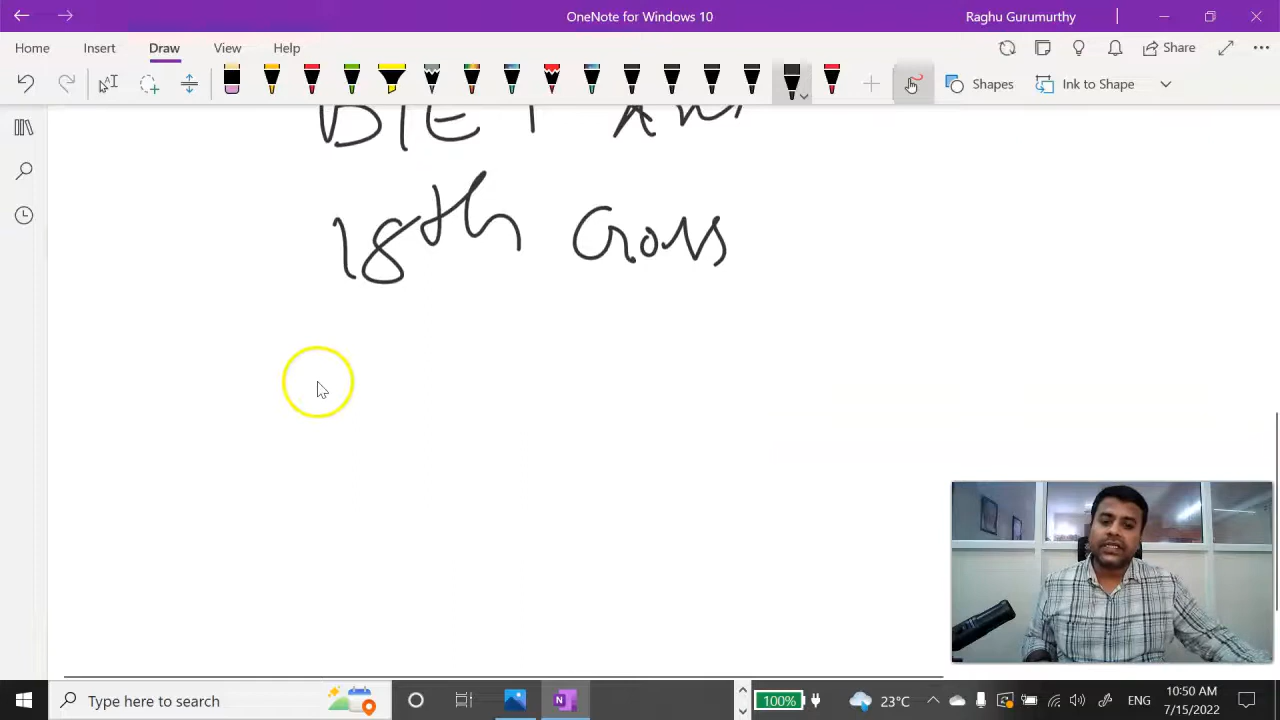 OneNote for Windows 10
Raghu Gurumurthy
Home Insert Draw View Help
Share
Shapes
Ink to Shape
18th Cross
Type here to search
N
100%
23°C
ENG
10:50 AM
7/15/2022